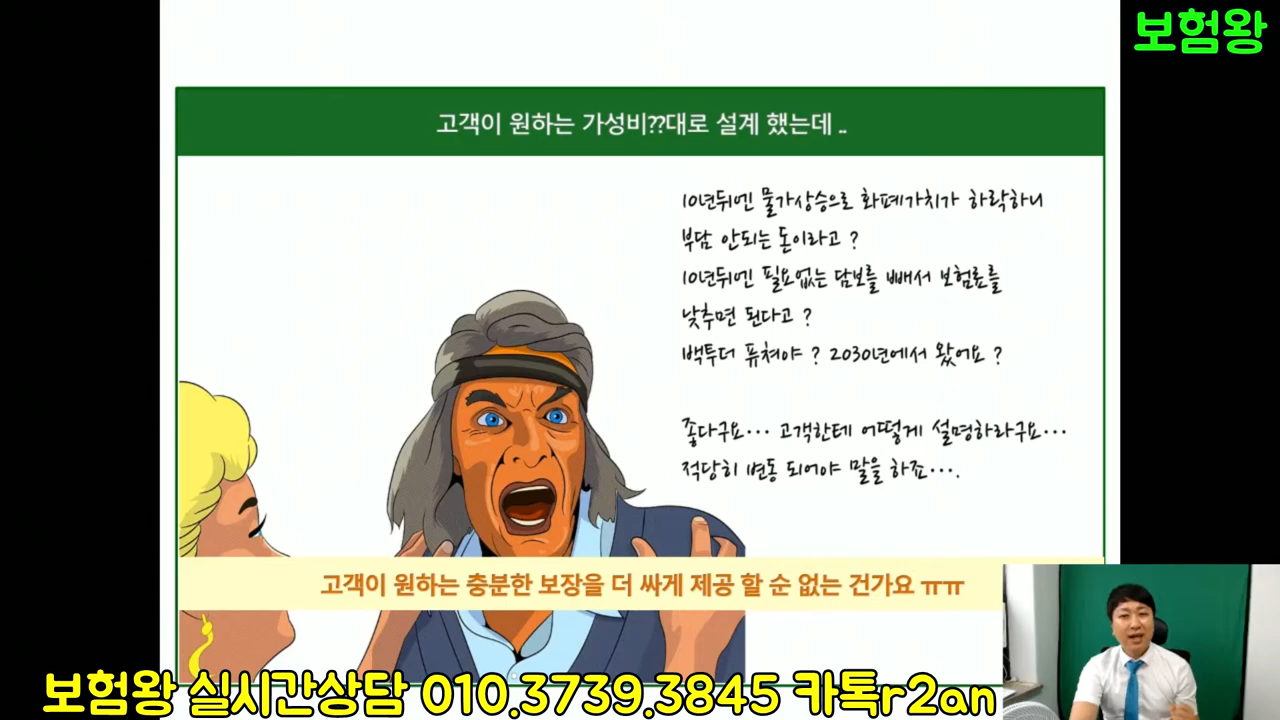 보험왕
고객이 원하는 가성비??대로 설계 했는데 ..
10년뒤엔 물가상승으로 화폐가치가 하락하니
부담 안되는 돈이라고 ?
10년뒤엔 필요없는 담보를 빼서 보험료를
낮추면 된다고 ?
백투더 퓨쳐야 ? 2030년에서 왔어요 ?
좋다구요... 고객한테 어떻게 설명하라구요...
적당히 변동 되어야 말을 하죠....
고객이 원하는 충분한 보장을 더 싸게 제공 할 순 없는 건가요 ㅠㅠ
보험왕 실시간상담 010.3739.3845 카톡r2an